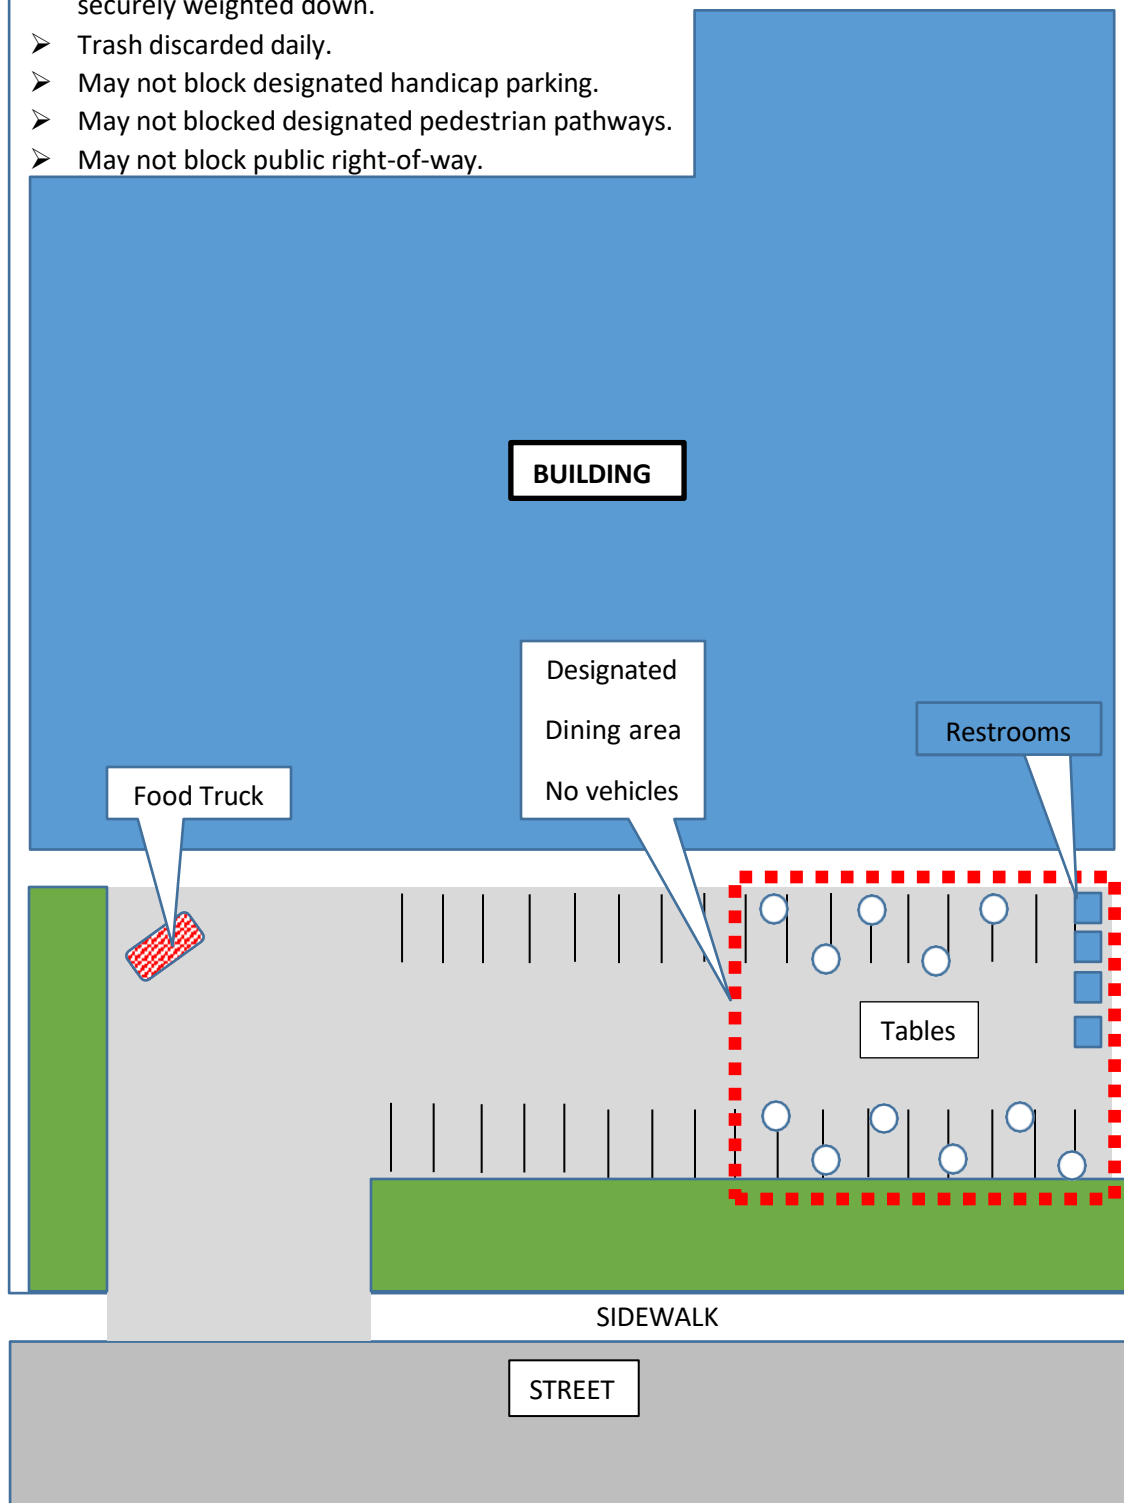 securely weighted down.
➢ Trash discarded daily.
➢ May not block designated handicap parking.
➢ May not blocked designated pedestrian pathways.
➢ May not block public right-of-way.
BUILDING
Designated
Dining area
No vehicles
Restrooms
Food Truck
Tables
SIDEWALK
STREET